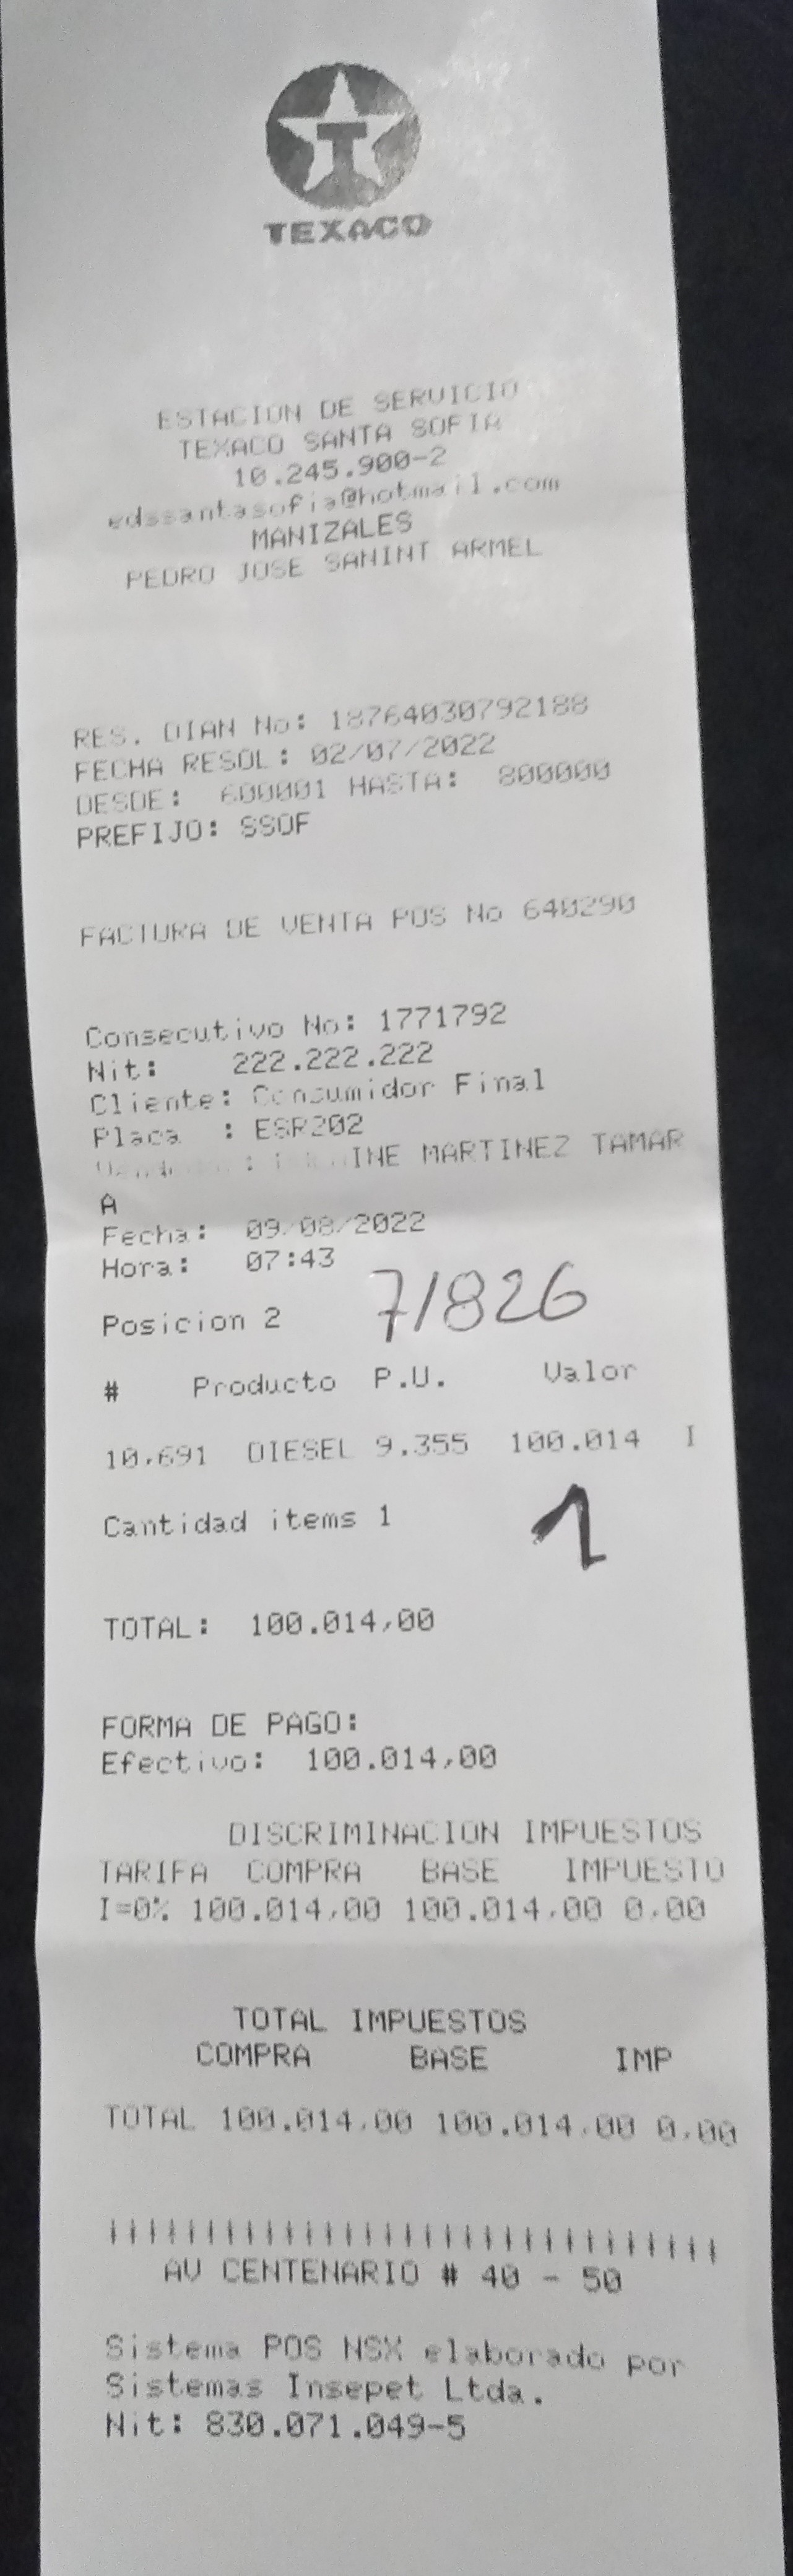 TEXACO
ESTACION DE SERVICIO
TEXACO SANTA SOFIA
10.245.900-2
edssantasofia@hotmail.com
MANIZALES
PEDRO JOSE SANINT ARMEL
RES. DIAN No: 18764030792188
FECHA RESOL: 02/07/2022
DESDE: 600001 HASTA: 800000
PREFIJO: SSOF
FACTURA DE VENTA POS No 640290
Consecutivo No: 1771792
Nit: 222.222.222
Cliente: Consumidor Final
Placa : ESR202
: MARTINEZ TAMAR
A
Fecha: 09/08/2022
Hora: 07:43
Posicion 2 71826
# Producto P.U. Valor
10,691 DIESEL 9.355 100.014 I
Cantidad items 1 1
TOTAL: 100.014,00
FORMA DE PAGO:
Efectivo: 100.014,00
DISCRIMINACION IMPUESTOS
TARIFA COMPRA BASE IMPUESTO
I=0% 100.014,00 100.014,00 0,00
TOTAL IMPUESTOS
COMPRA BASE IMP
TOTAL 100.014,00 100.014,00 0,00
AV CENTENARIO # 40 - 50
Sistema POS NSX elaborado por
Sistemas Insepet Ltda.
Nit: 830.071.049-5